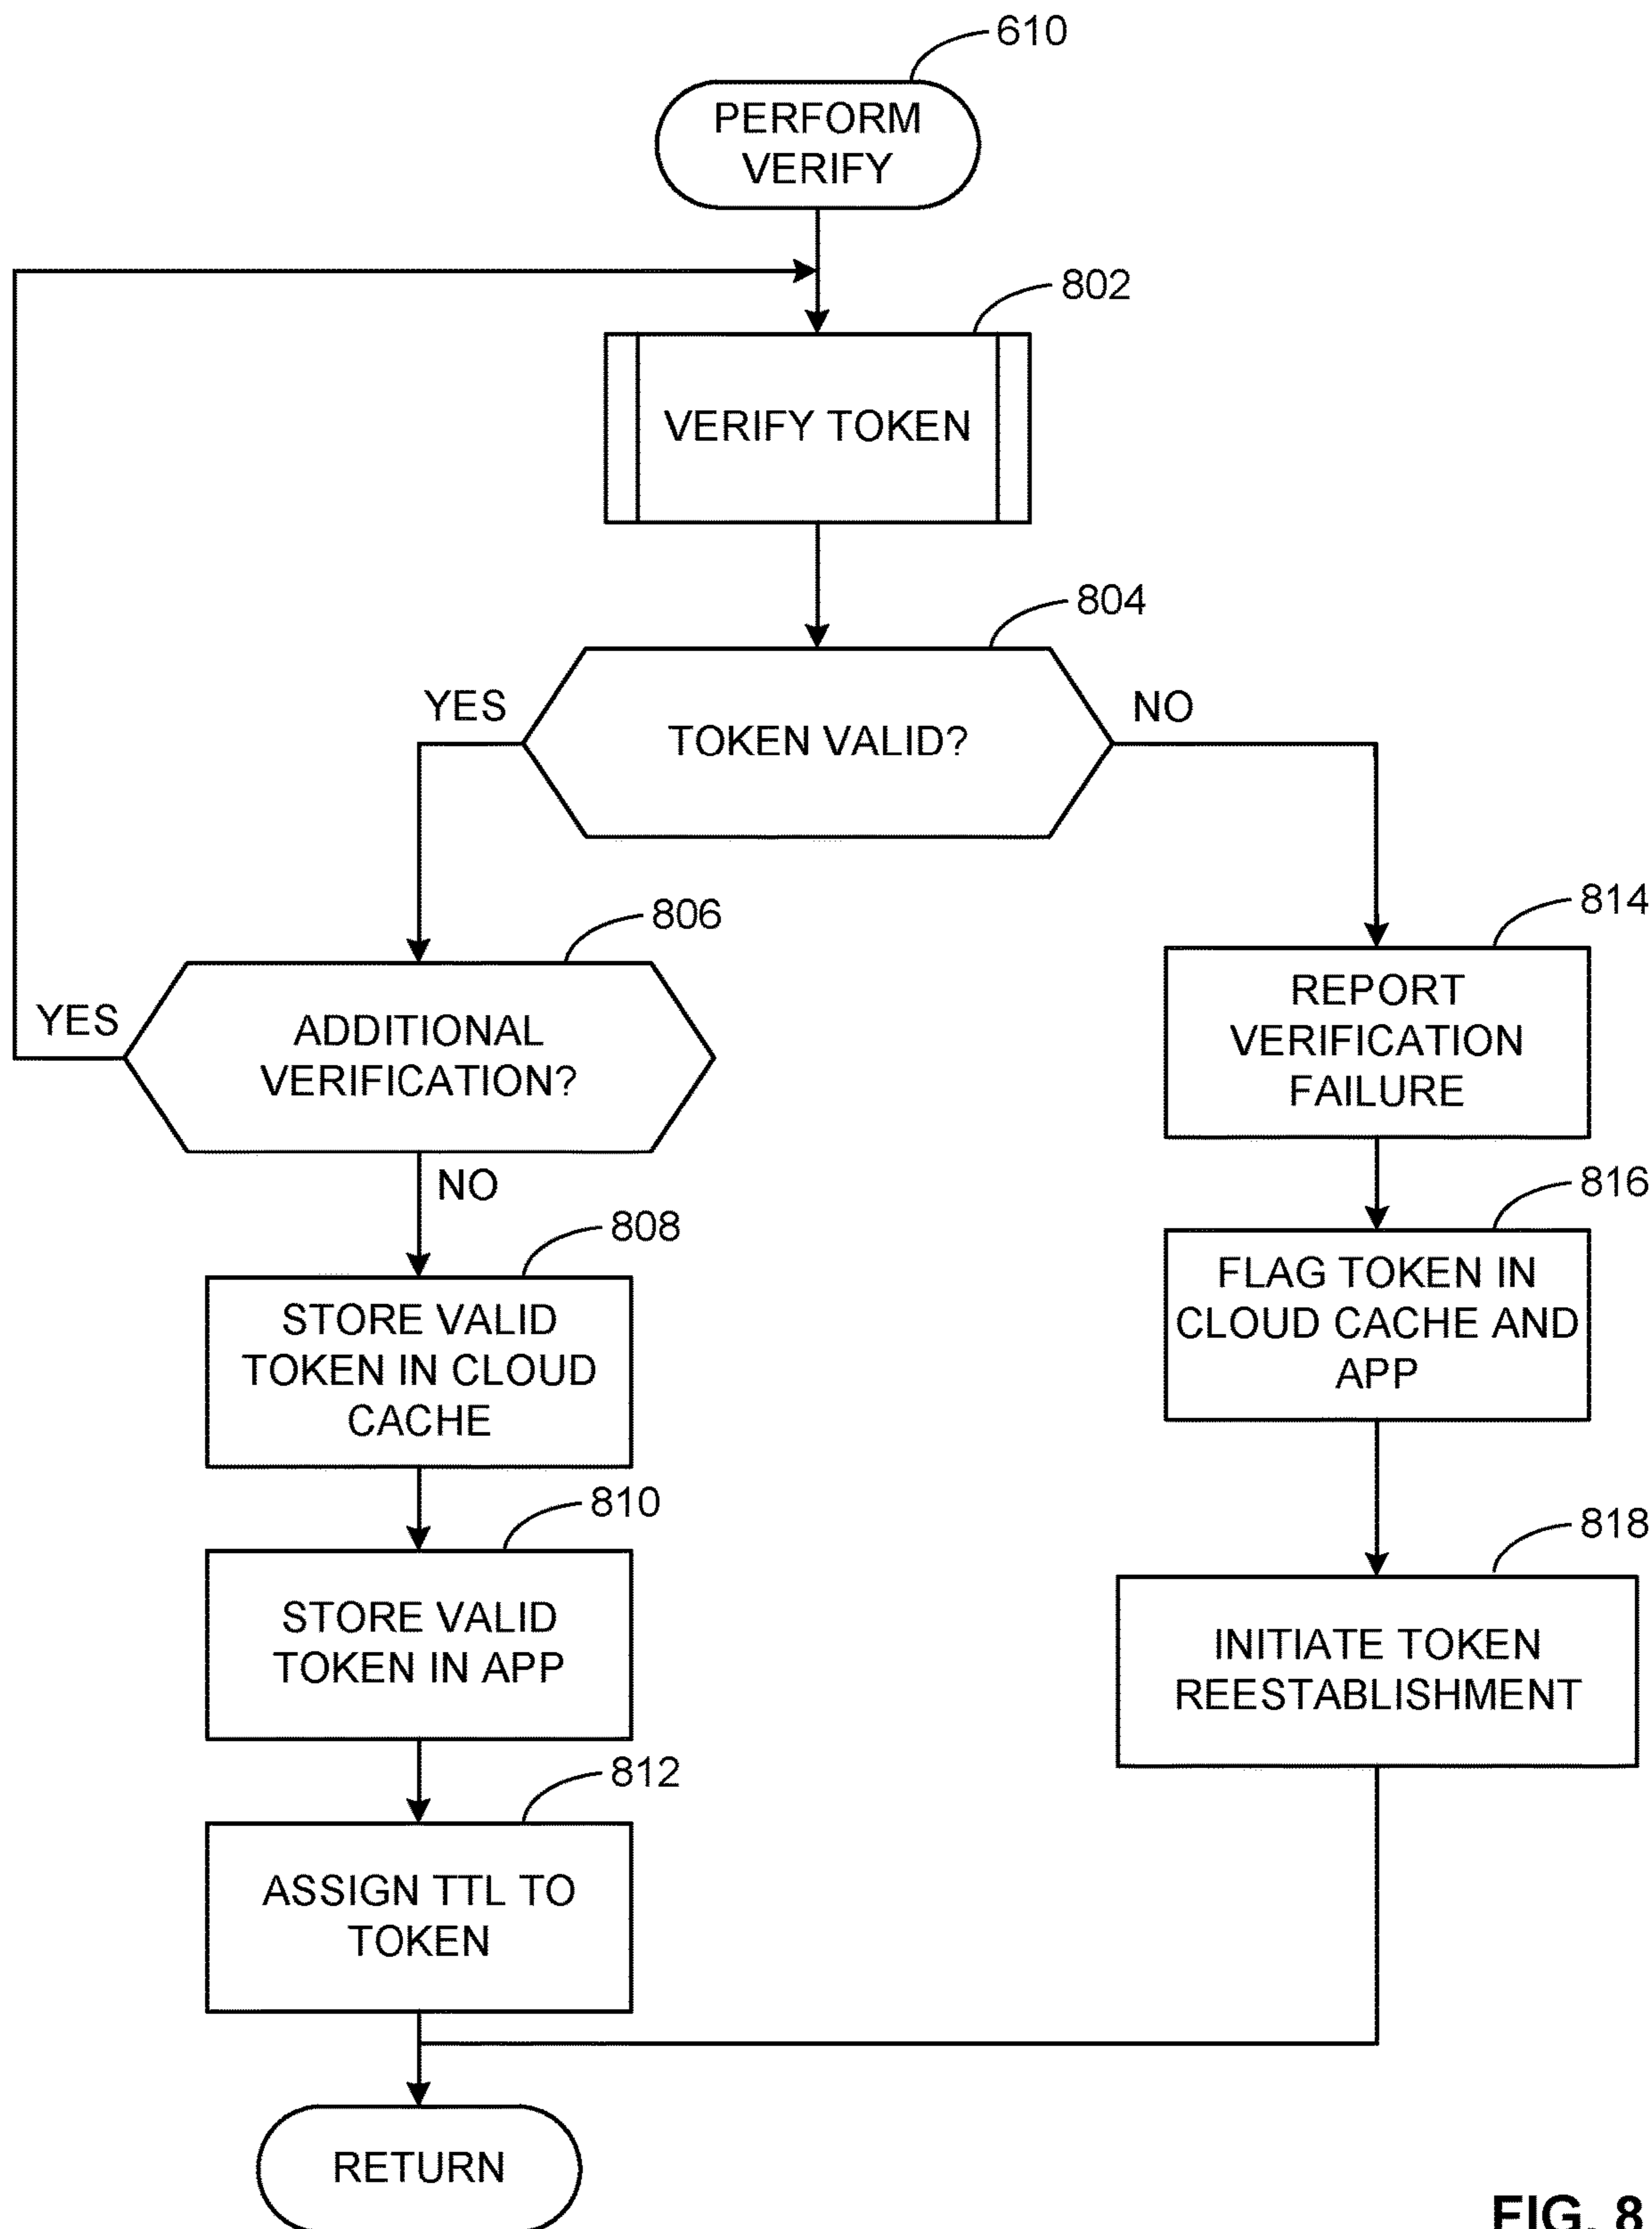 610
PERFORM
VERIFY
802
VERIFY TOKEN
804
YES
TOKEN VALID?
NO
806
YES
ADDITIONAL
VERIFICATION?
NO
808
STORE VALID
TOKEN IN CLOUD
CACHE
810
STORE VALID
TOKEN IN APP
812
ASSIGN TTL TO
TOKEN
814
REPORT
VERIFICATION
FAILURE
816
FLAG TOKEN IN
CLOUD CACHE AND
APP
818
INITIATE TOKEN
REESTABLISHMENT
RETURN
FIG. 8